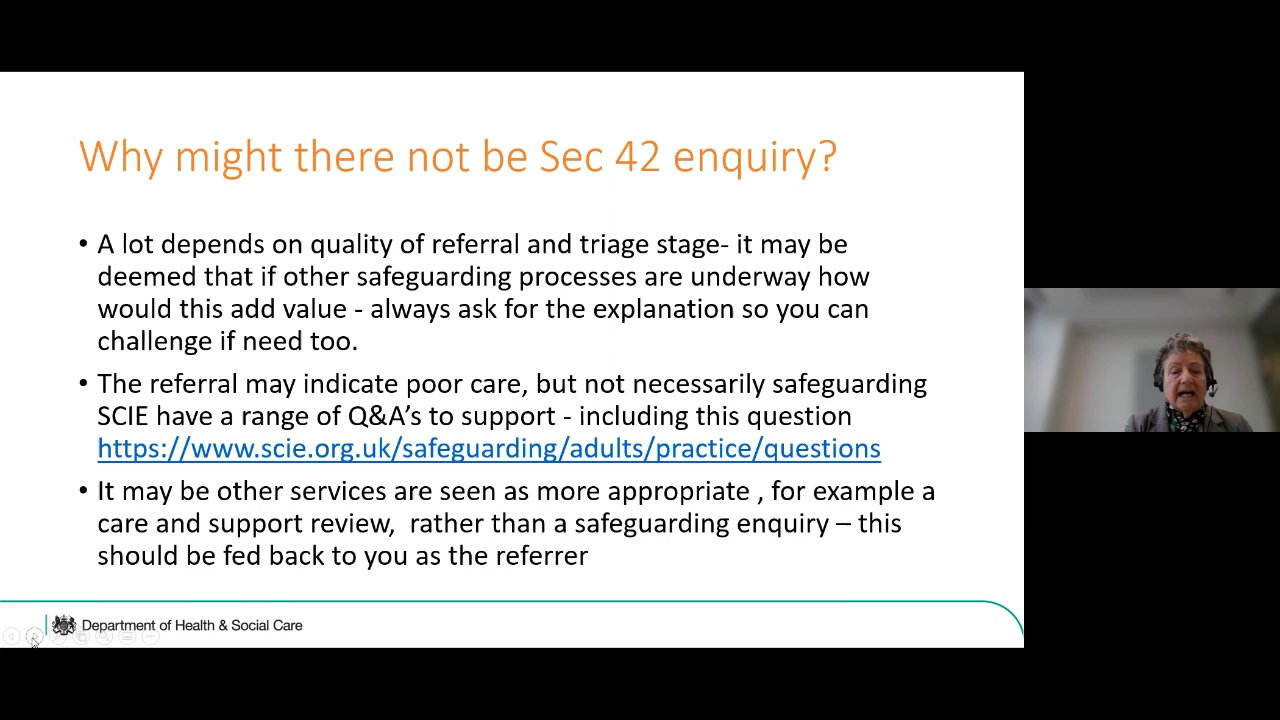 Why might there not be Sec 42 enquiry?
• A lot depends on quality of referral and triage stage- it may be
deemed that if other safeguarding processes are underway how
would this add value - always ask for the explanation so you can
challenge if need too.
• The referral may indicate poor care, but not necessarily safeguarding
SCIE have a range of Q&A’s to support - including this question
https://www.scie.org.uk/safeguarding/adults/practice/questions
• It may be other services are seen as more appropriate , for example a
care and support review,  rather than a safeguarding enquiry – this
should be fed back to you as the referrer
Department of Health & Social Care